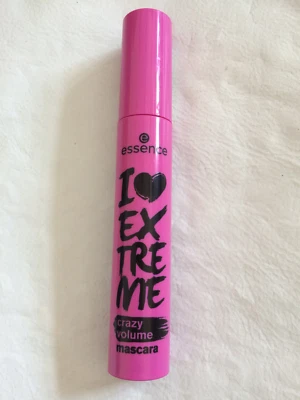 e
essence
I ♥
EX
TRE
ME
crazy
volume
mascara